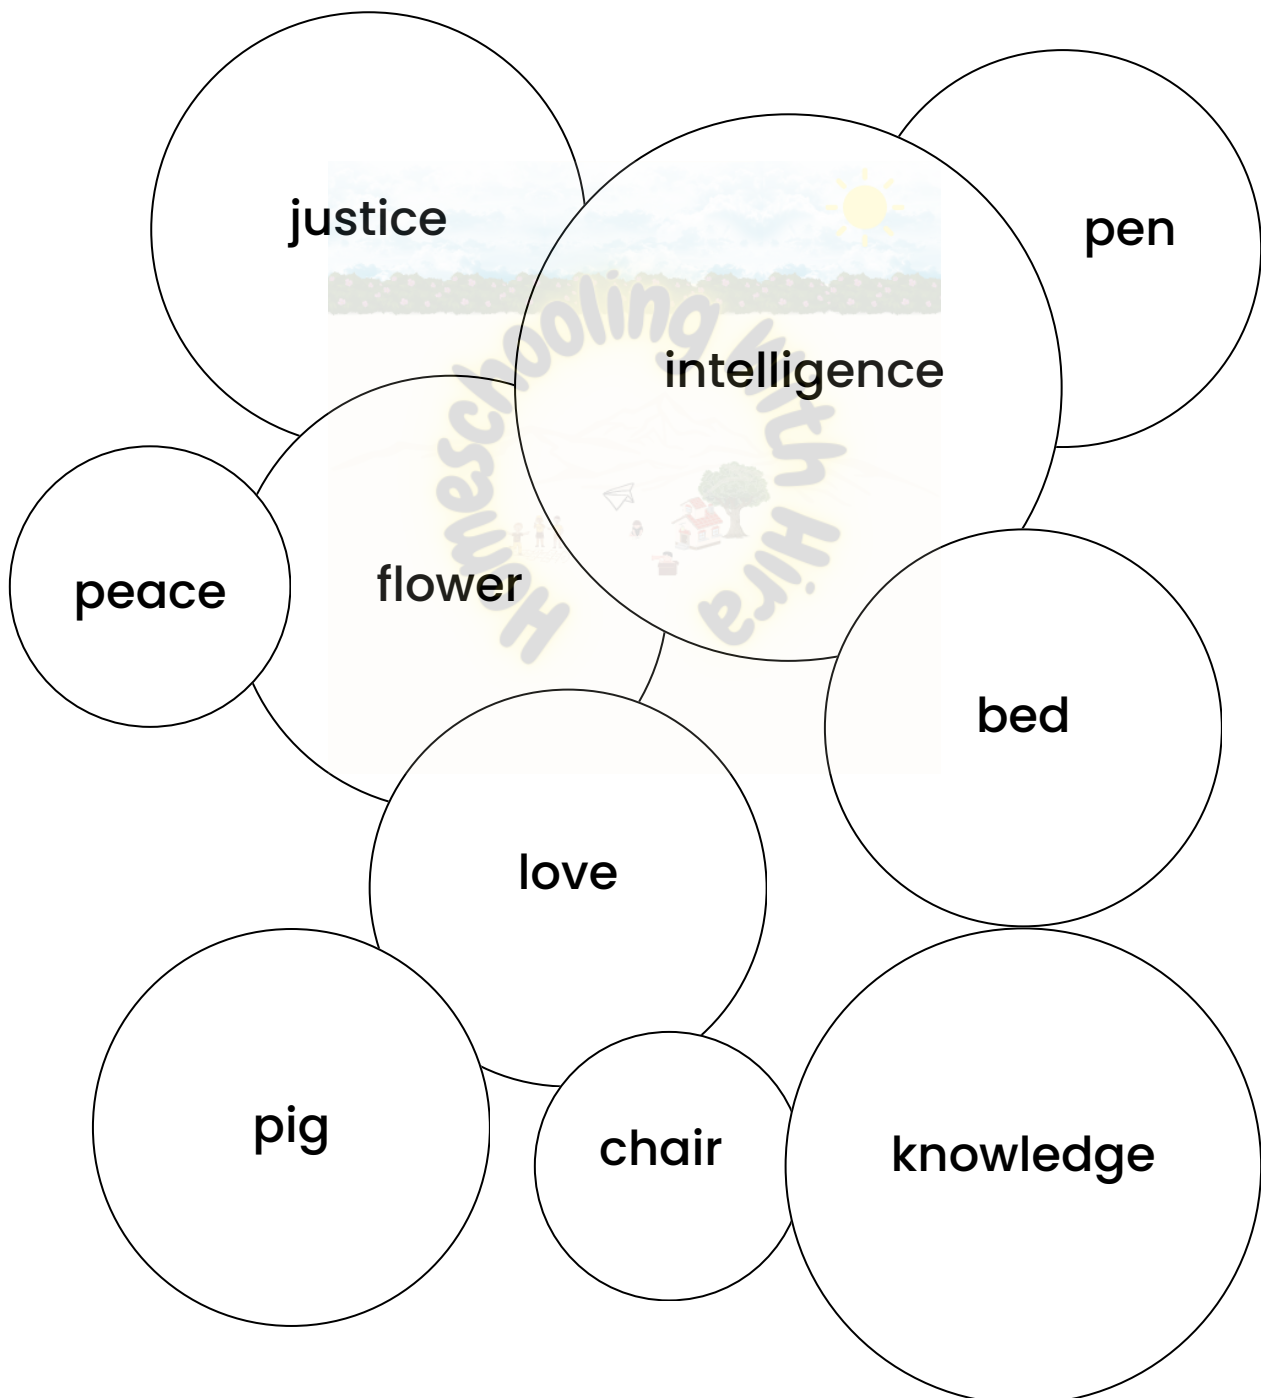 justice
pen
intelligence
Homeschooling with Hira
peace
flower
bed
love
pig
chair
knowledge